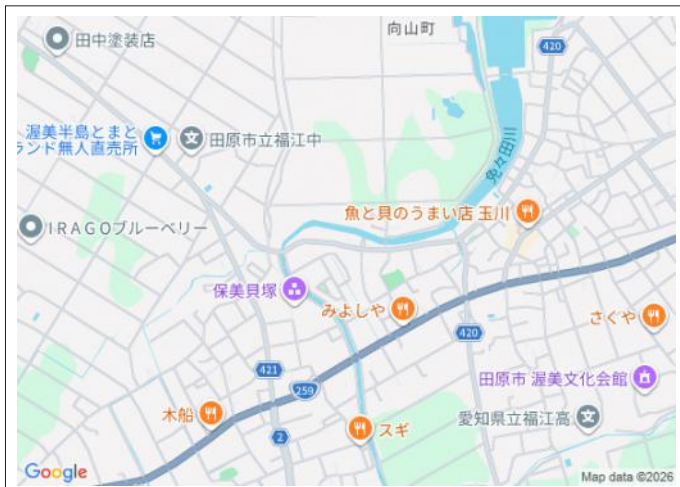 向山町
田中塗装店
420
渥美半島とまと
ランド無人直売所
田原市立福江中
免々田川
魚と貝のうまい店 玉川
IRAGOブルーベリー
保美貝塚
みよしや
さくや
420
421
259
田原市 渥美文化会館
木船
2
スギ
愛知県立福江高
Google
Map data ©2026